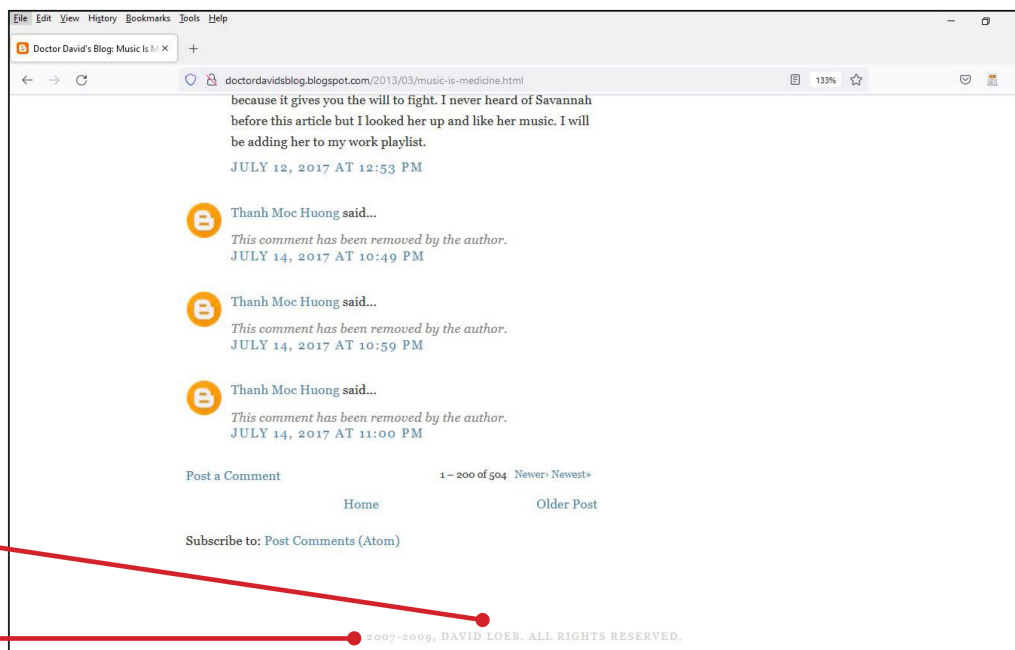 File Edit View History Bookmarks Tools Help
Doctor David's Blog: Music Is M
doctordavidsblog.blogspot.com/2013/03/music-is-medicine.html 133%
because it gives you the will to fight. I never heard of Savannah
before this article but I looked her up and like her music. I will
be adding her to my work playlist.
JULY 12, 2017 AT 12:53 PM
Thanh Moc Huong said...
This comment has been removed by the author.
JULY 14, 2017 AT 10:49 PM
Thanh Moc Huong said...
This comment has been removed by the author.
JULY 14, 2017 AT 10:59 PM
Thanh Moc Huong said...
This comment has been removed by the author.
JULY 14, 2017 AT 11:00 PM
Post a Comment 1 – 200 of 504 Newer› Newest»
Home Older Post
Subscribe to: Post Comments (Atom)
2007-2009, DAVID LOEB. ALL RIGHTS RESERVED.